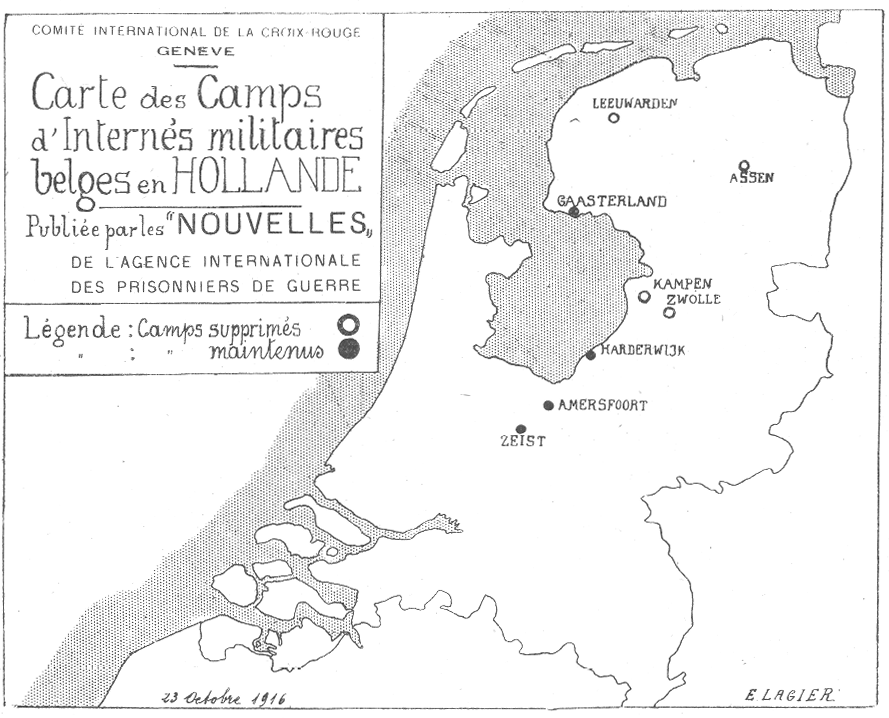 COMITE INTERNATIONAL DE LA CROIX-ROUGE
GENEVE
Carte des Camps
d'Internés militaires
belges en HOLLANDE
Publiée par les "NOUVELLES„
DE L'AGENCE INTERNATIONALE
DES PRISONNIERS DE GUERRE
Légende : Camps supprimés
" : " maintenus
LEEUWARDEN
ASSEN
GAASTERLAND
KAMPEN
ZWOLLE
HARDERWIJK
AMERSFOORT
ZEIST
23 Octobre 1916
E. LAGIER.